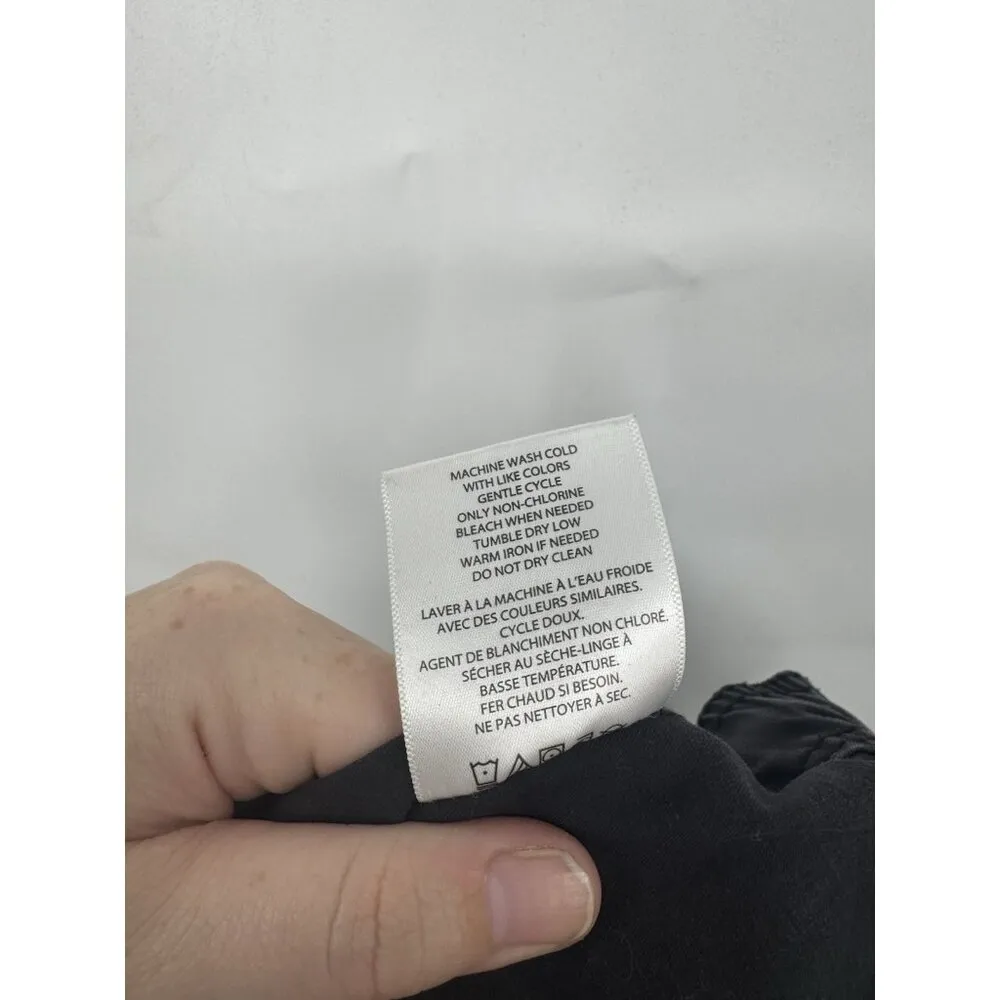 MACHINE WASH COLD
WITH LIKE COLORS
GENTLE CYCLE
ONLY NON-CHLORINE
BLEACH WHEN NEEDED
TUMBLE DRY LOW
WARM IRON IF NEEDED
DO NOT DRY CLEAN
LAVER À LA MACHINE À L'EAU FROIDE
AVEC DES COULEURS SIMILAIRES.
CYCLE DOUX.
AGENT DE BLANCHIMENT NON CHLORÉ.
SÉCHER AU SÈCHE-LINGE À
BASSE TEMPÉRATURE.
FER CHAUD SI BESOIN.
NE PAS NETTOYER À SEC.